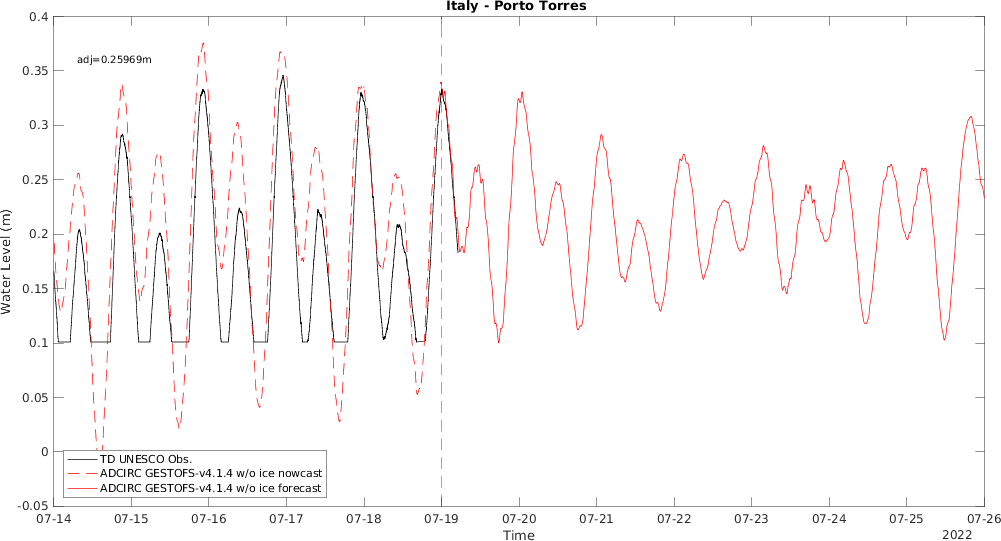 Italy - Porto Torres
adj=0.25969m
0.4
0.35
0.3
0.25
0.2
0.15
0.1
0.05
0
-0.05
Water Level (m)
TD UNESCO Obs.
ADCIRC GESTOFS-v4.1.4 w/o ice nowcast
ADCIRC GESTOFS-v4.1.4 w/o ice forecast
07-14 07-15 07-16 07-17 07-18 07-19 07-20 07-21 07-22 07-23 07-24 07-25 07-26
Time
2022